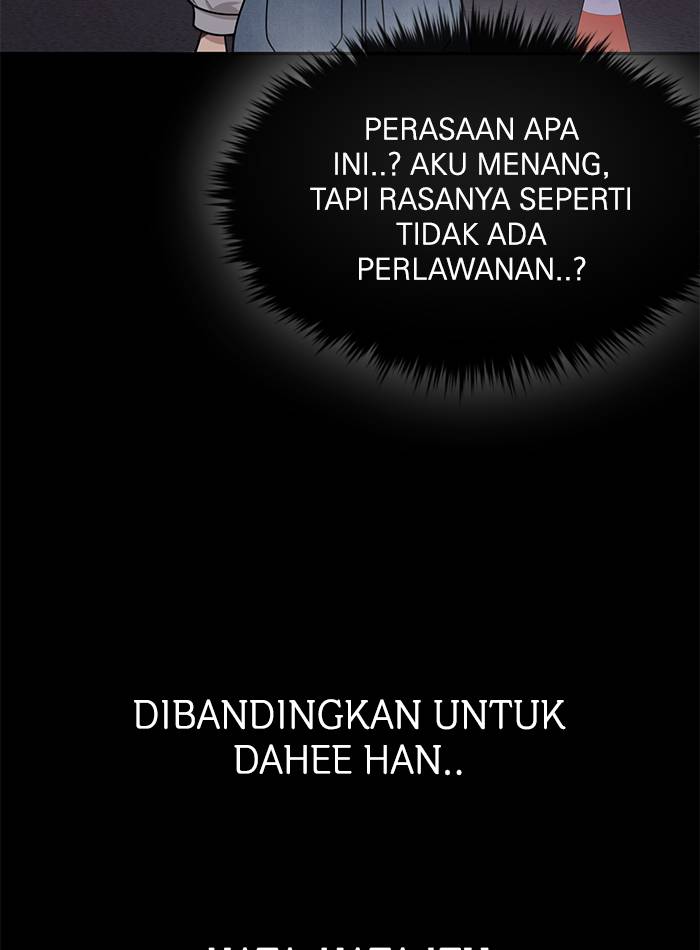 PERASAAN APA
INI..? AKU MENANG,
TAPI RASANYA SEPERTI
TIDAK ADA
PERLAWANAN..?
DIBANDINGKAN UNTUK
DAHEE HAN..